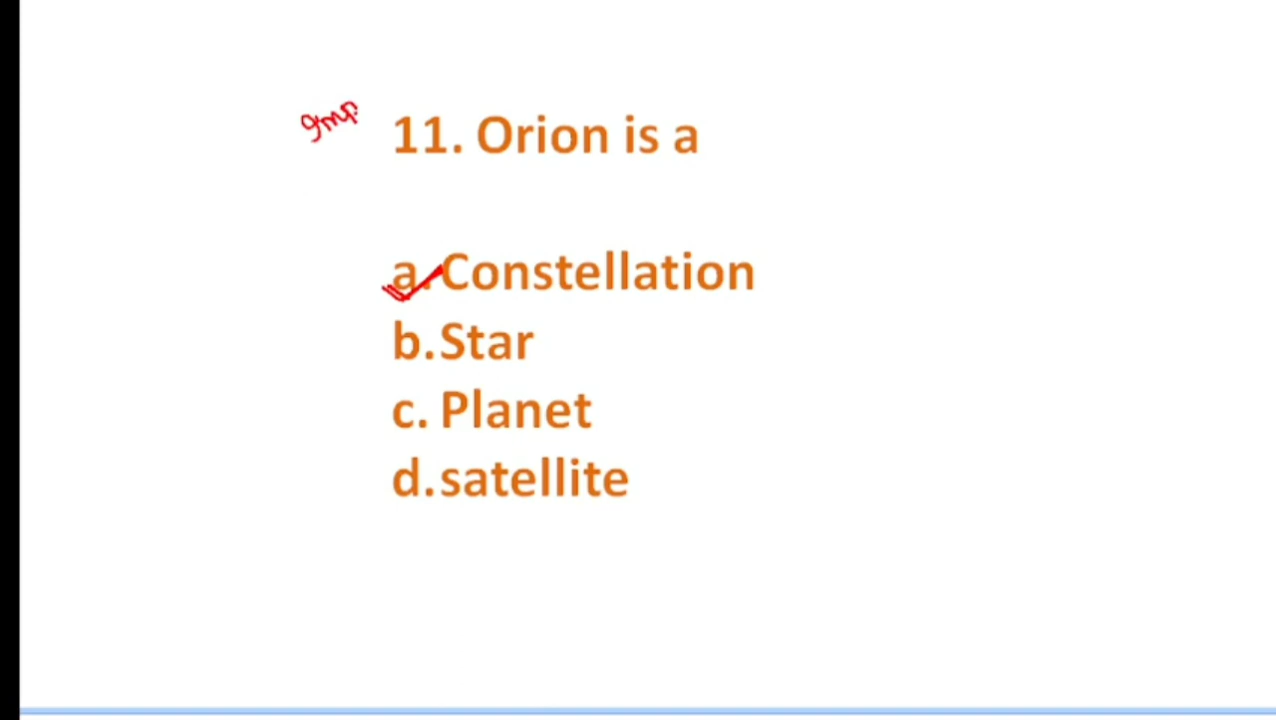 Imp.
11. Orion is a
a. Constellation
b. Star
c. Planet
d. satellite